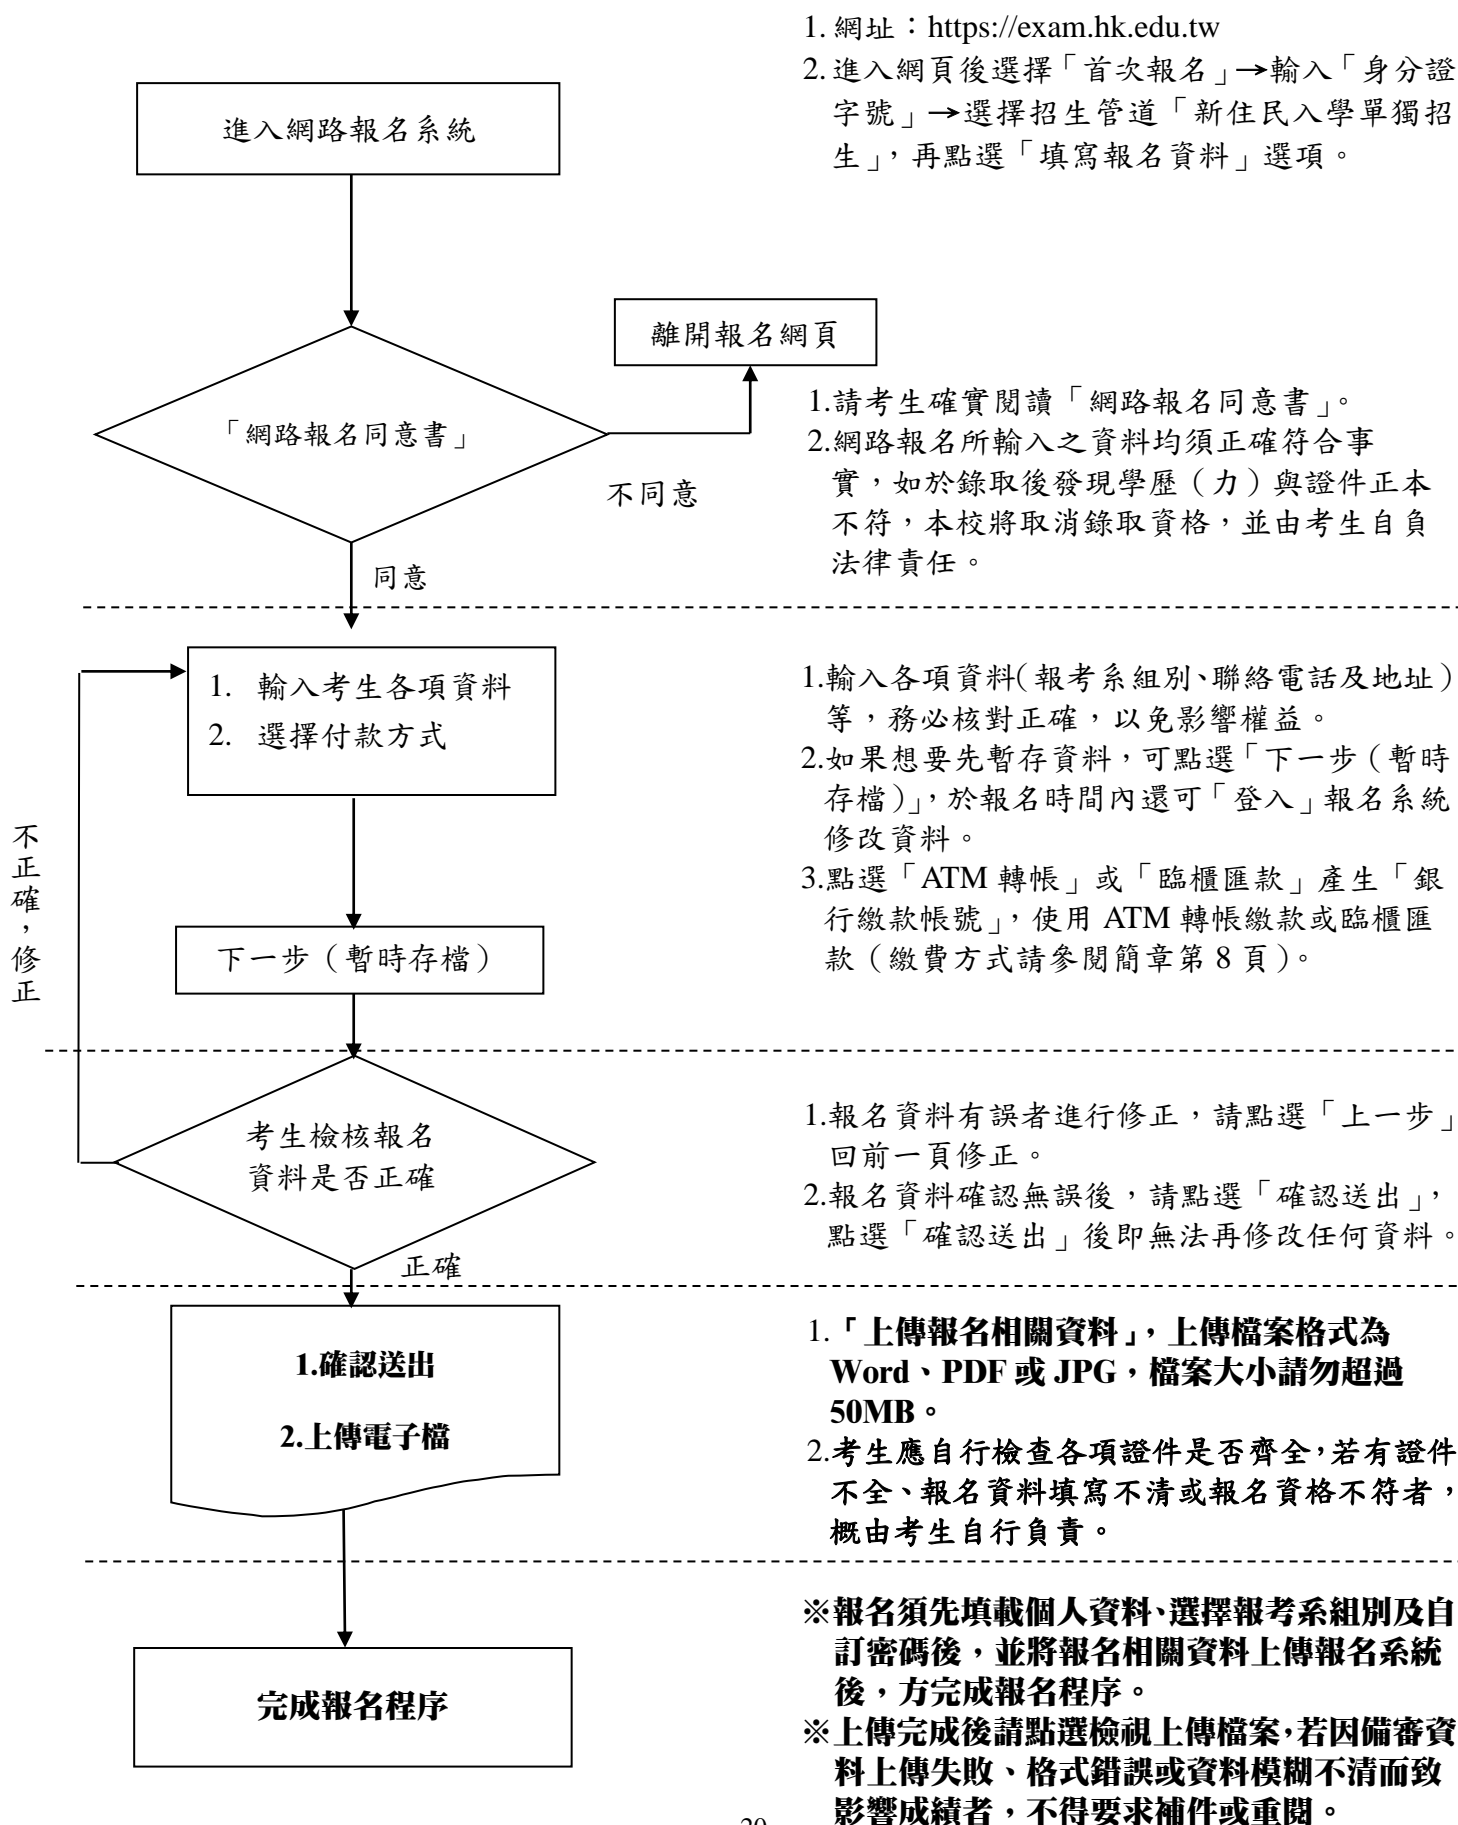 1. 網址：https://exam.hk.edu.tw
2. 進入網頁後選擇「首次報名」→輸入「身分證
字號」→選擇招生管道「新住民入學單獨招
生」，再點選「填寫報名資料」選項。
進入網路報名系統
離開報名網頁
「網路報名同意書」
不同意
同意
1.請考生確實閱讀「網路報名同意書」。
2.網路報名所輸入之資料均須正確符合事
實，如於錄取後發現學歷（力）與證件正本
不符，本校將取消錄取資格，並由考生自負
法律責任。
1. 輸入考生各項資料
2. 選擇付款方式
下一步（暫時存檔）
不正確，修正
1.輸入各項資料(報考系組別、聯絡電話及地址)
等，務必核對正確，以免影響權益。
2.如果想要先暫存資料，可點選「下一步（暫時
存檔）」，於報名時間內還可「登入」報名系統
修改資料。
3.點選「ATM 轉帳」或「臨櫃匯款」產生「銀
行繳款帳號」，使用 ATM 轉帳繳款或臨櫃匯
款（繳費方式請參閱簡章第 8 頁）。
考生檢核報名
資料是否正確
正確
1.報名資料有誤者進行修正，請點選「上一步」
回前一頁修正。
2.報名資料確認無誤後，請點選「確認送出」，
點選「確認送出」後即無法再修改任何資料。
1.確認送出
2.上傳電子檔
1.「上傳報名相關資料」，上傳檔案格式為
Word、PDF 或 JPG，檔案大小請勿超過
50MB。
2.考生應自行檢查各項證件是否齊全，若有證件
不全、報名資料填寫不清或報名資格不符者，
概由考生自行負責。
完成報名程序
※報名須先填載個人資料、選擇報考系組別及自
訂密碼後，並將報名相關資料上傳報名系統
後，方完成報名程序。
※上傳完成後請點選檢視上傳檔案，若因備審資
料上傳失敗、格式錯誤或資料模糊不清而致
影響成績者，不得要求補件或重閱。